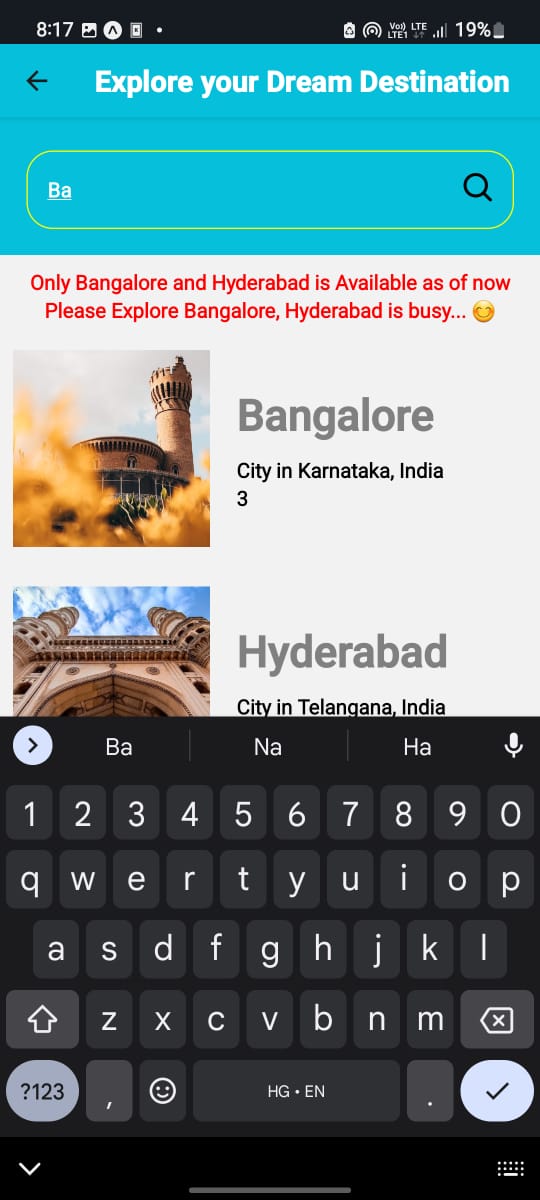 8:17
Vo)) LTE
LTE1
19%
Explore your Dream Destination
Ba
Only Bangalore and Hyderabad is Available as of now
Please Explore Bangalore, Hyderabad is busy... 😊
Bangalore
City in Karnataka, India
3
Hyderabad
City in Telangana, India
Ba Na Ha
1 2 3 4 5 6 7 8 9 0
q w e r t y u i o p
a s d f g h j k l
z x c v b n m
?123 , HG • EN .